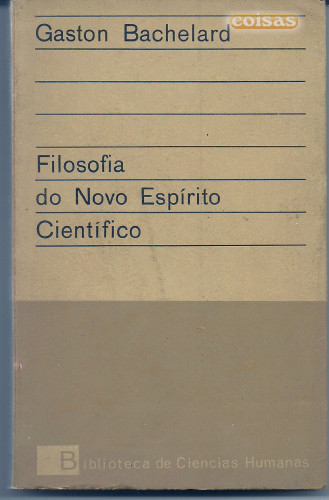 coisas
Gaston Bachelard
Filosofia
do Novo Espírito
Científico
Biblioteca de Ciencias Humanas